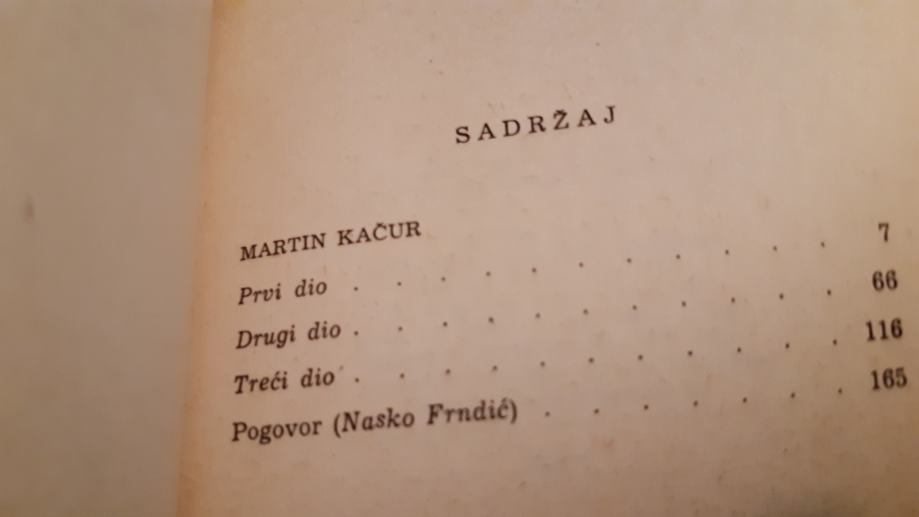 SADRŽAJ
MARTIN KAČUR
Prvi dio . . . . . . . . . . . 7
Drugi dio . . . . . . . . . . . 66
Treći dio . . . . . . . . . . . 116
Pogovor (Nasko Frndić) . . . . . . . 165